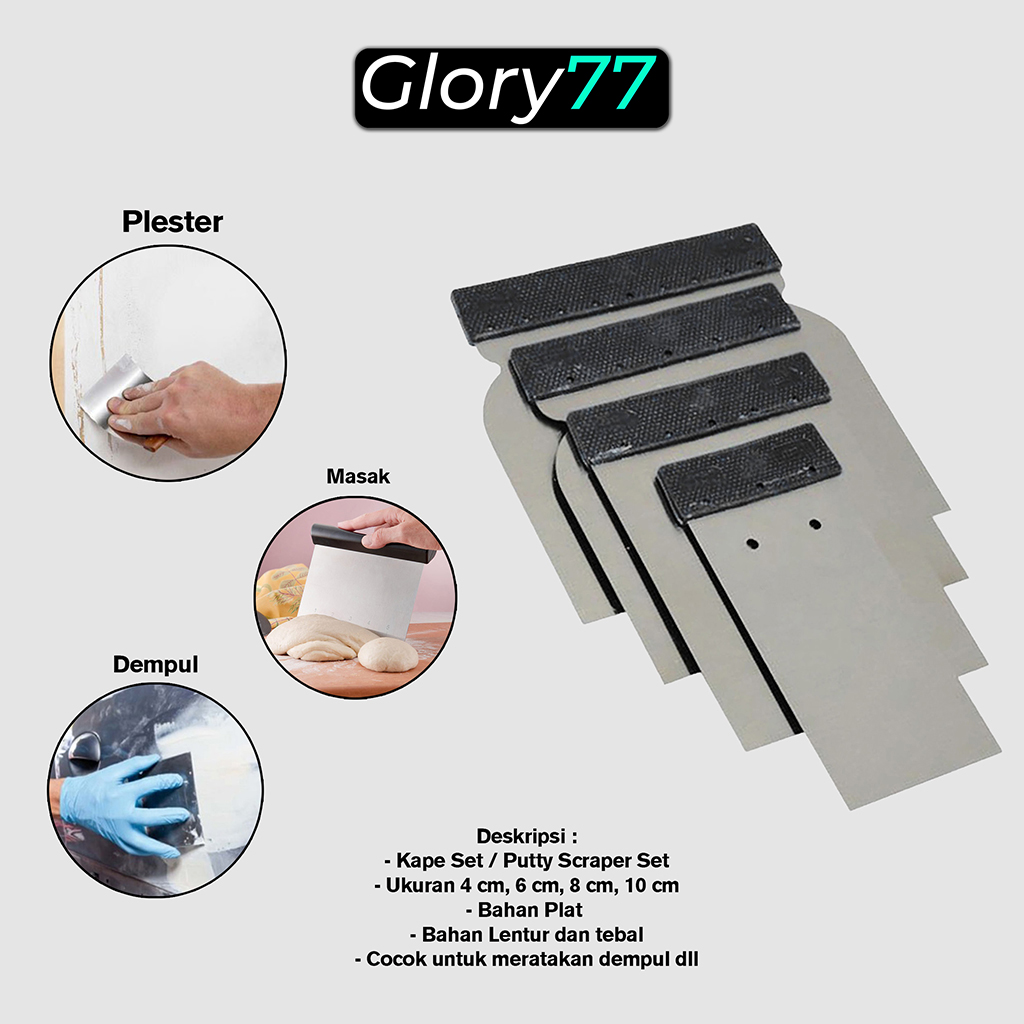 Glory77
Plester
Masak
Dempul
Deskripsi :
- Kape Set / Putty Scraper Set
- Ukuran 4 cm, 6 cm, 8 cm, 10 cm
- Bahan Plat
- Bahan Lentur dan tebal
- Cocok untuk meratakan dempul dll